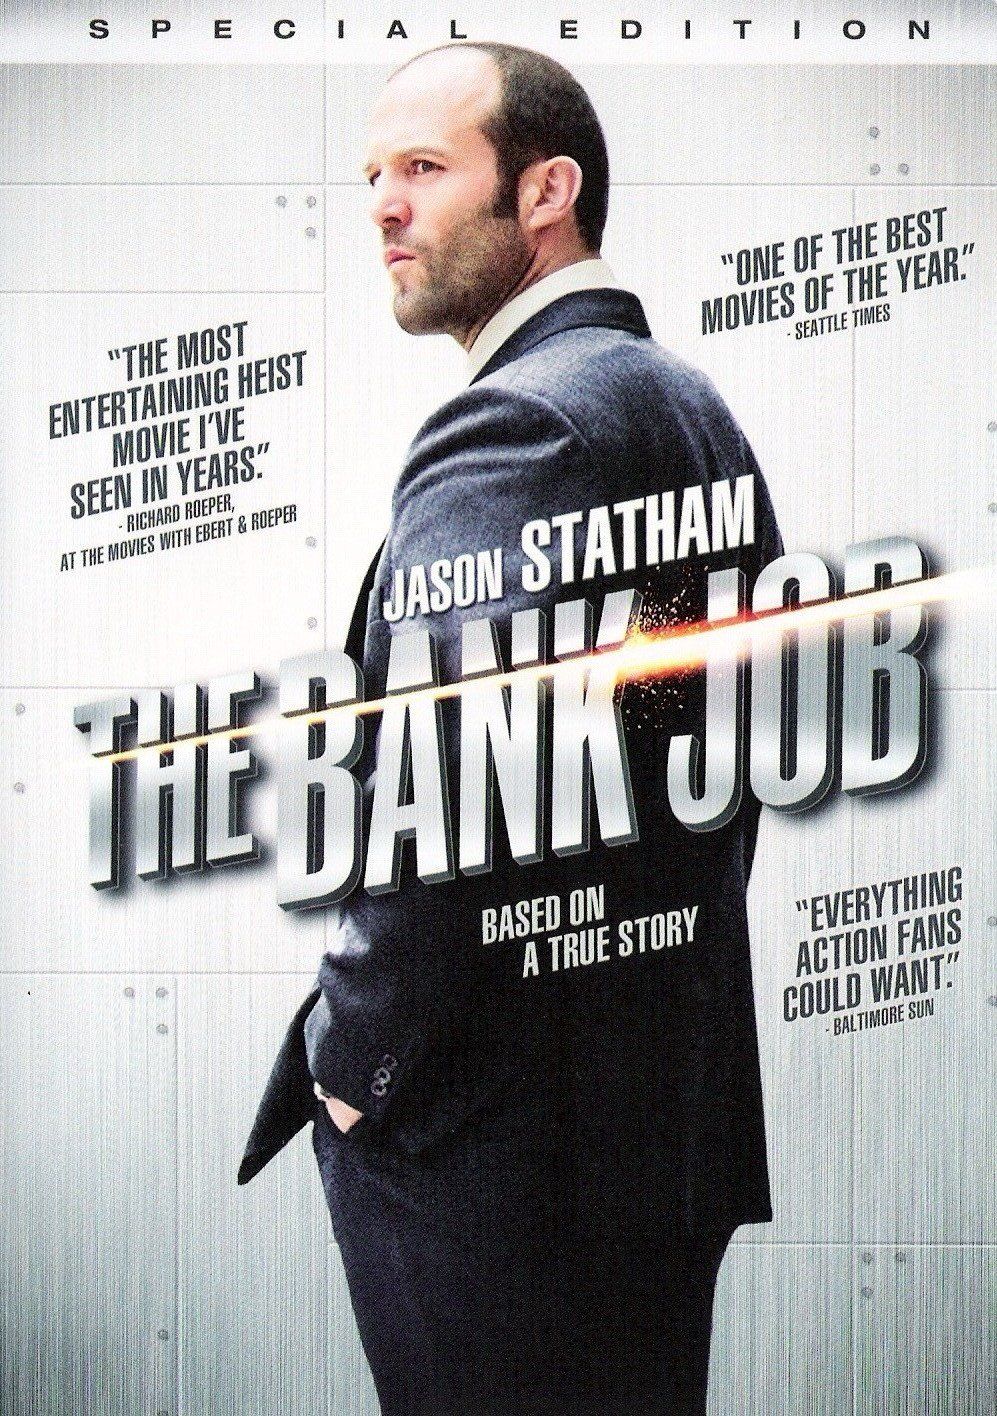 SPECIAL EDITION
"ONE OF THE BEST
MOVIES OF THE YEAR."
- SEATTLE TIMES
"THE MOST
ENTERTAINING HEIST
MOVIE I'VE
SEEN IN YEARS."
- RICHARD ROEPER,
AT THE MOVIES WITH EBERT & ROEPER
JASON STATHAM
THE BANK JOB
BASED ON
A TRUE STORY
"EVERYTHING
ACTION FANS
COULD WANT."
- BALTIMORE SUN